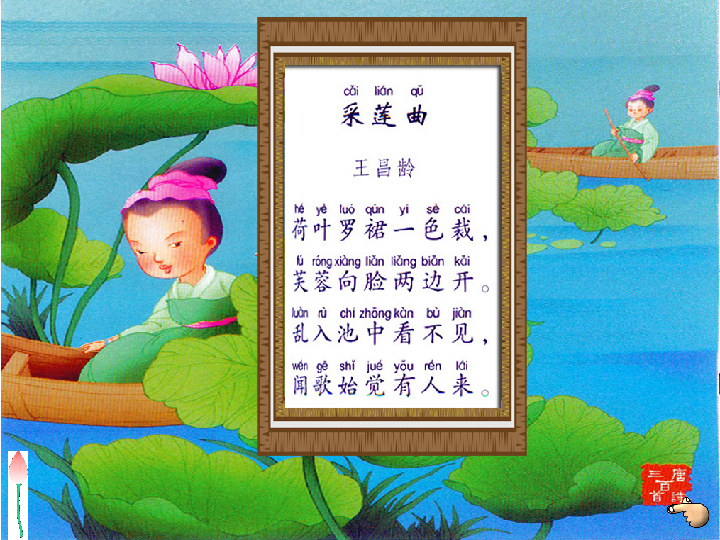 cǎi lián qǔ
采莲曲
王昌龄
hé yè luó qún yí sè cái
荷叶罗裙一色裁，
fú róng xiàng liǎn liǎng biān kāi
芙蓉向脸两边开。
luàn rù chí zhōng kàn bù jiàn
乱入池中看不见，
wén gē shǐ jué yǒu rén lái
闻歌始觉有人来。
唐诗三百首